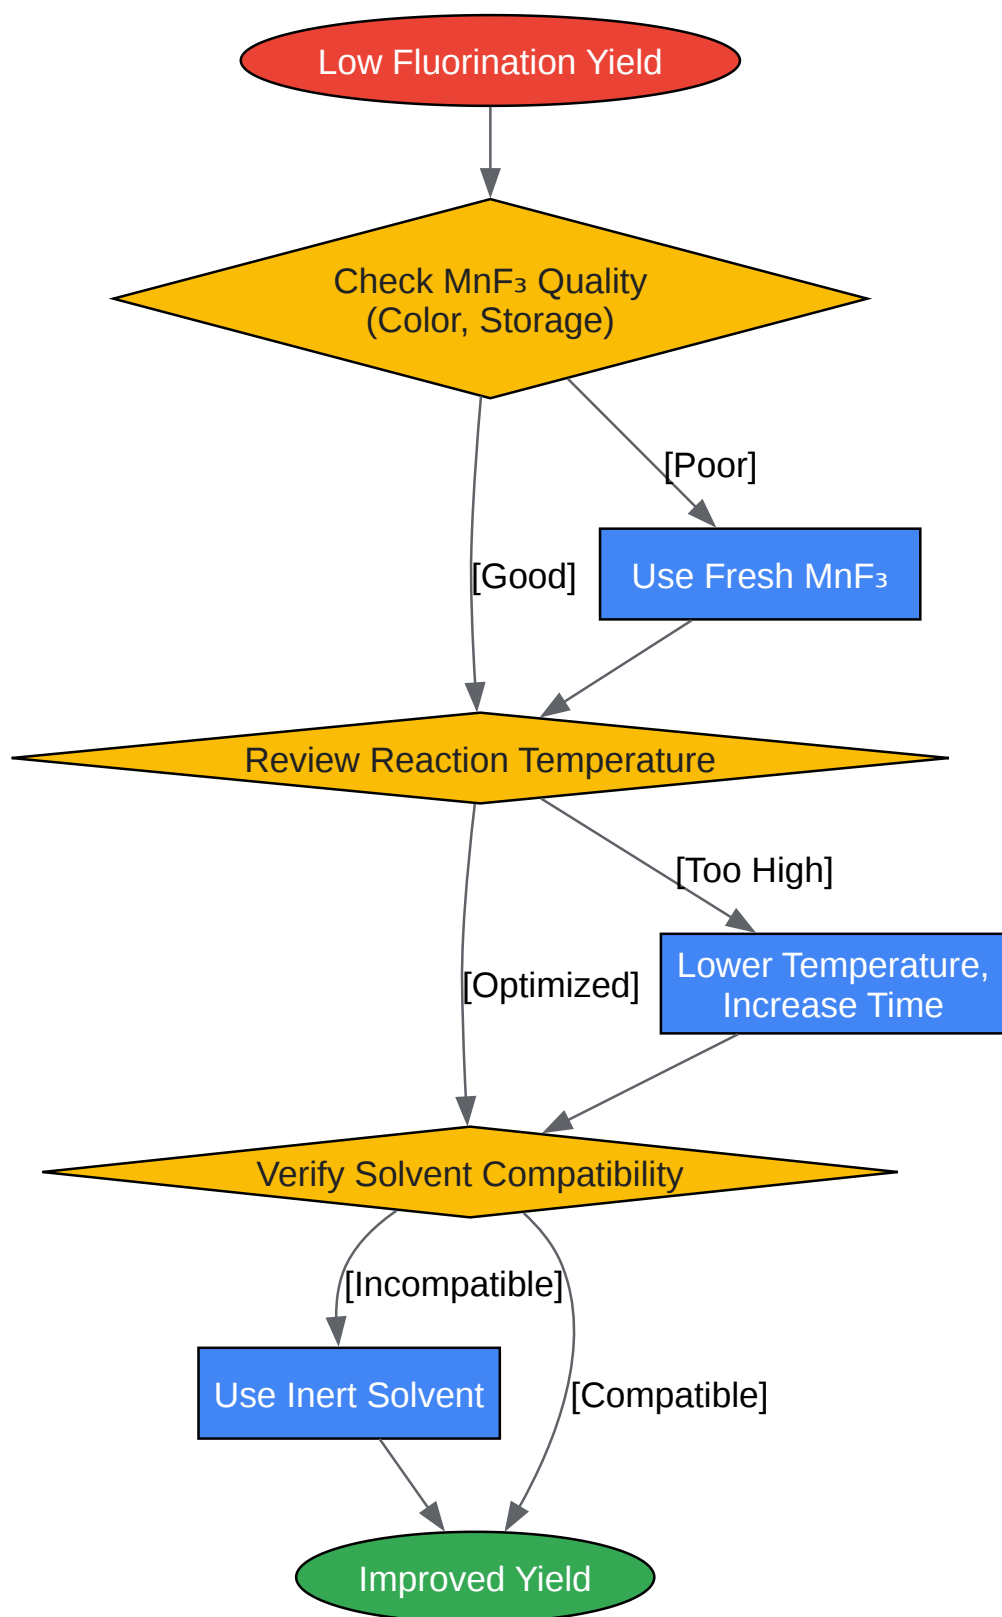 Low Fluorination Yield
Check MnF₃ Quality
(Color, Storage)
[Poor]
[Good]
Use Fresh MnF₃
Review Reaction Temperature
[Too High]
[Optimized]
Lower Temperature,
Increase Time
Verify Solvent Compatibility
[Incompatible]
Use Inert Solvent
[Compatible]
Improved Yield